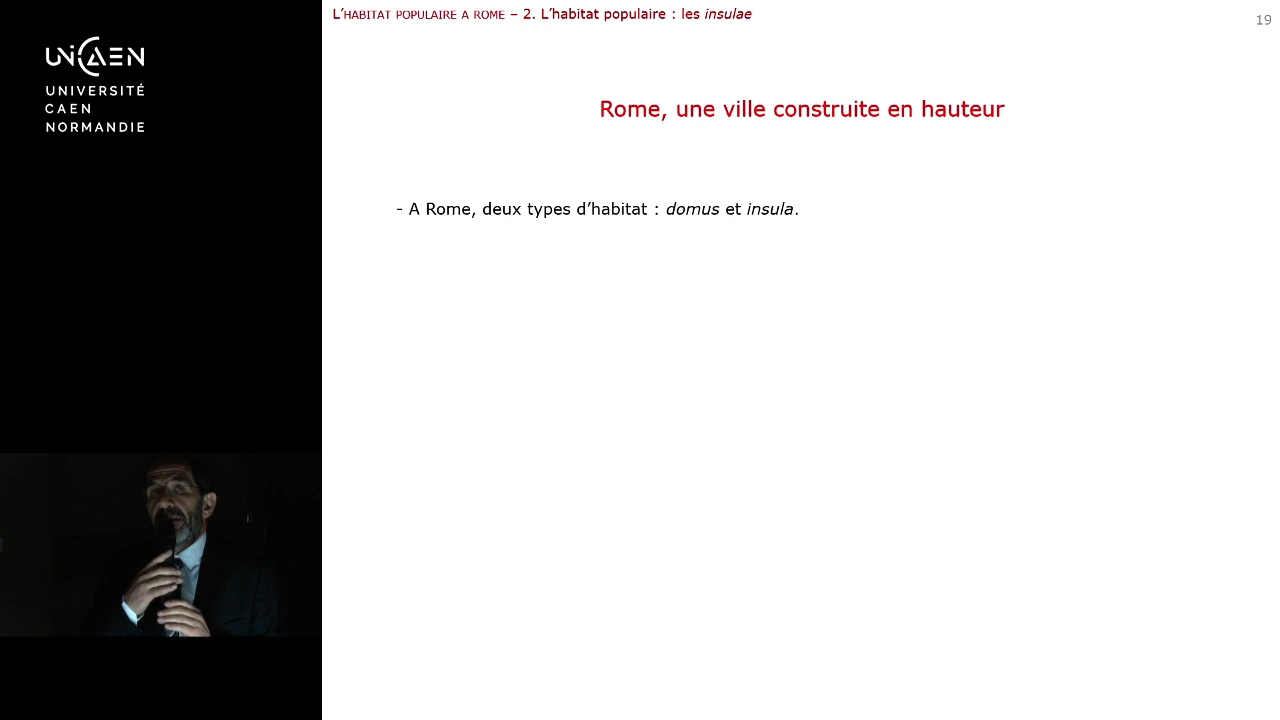 UNICAEN
UNIVERSITÉ
CAEN
NORMANDIE
L’HABITAT POPULAIRE A ROME – 2. L’habitat populaire : les insulae
19
Rome, une ville construite en hauteur
- A Rome, deux types d’habitat : domus et insula.